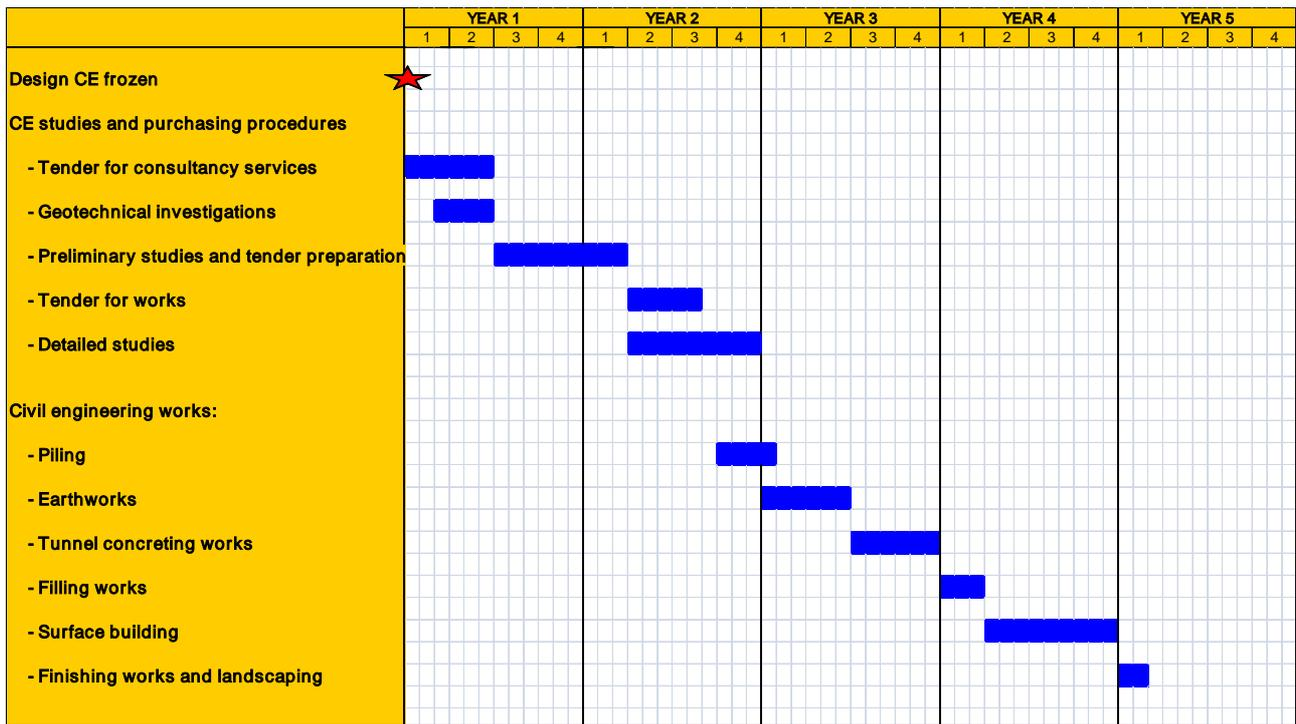 YEAR 1 YEAR 2 YEAR 3 YEAR 4 YEAR 5
1 2 3 4 1 2 3 4 1 2 3 4 1 2 3 4 1 2 3 4
Design CE frozen
CE studies and purchasing procedures
- Tender for consultancy services
- Geotechnical investigations
- Preliminary studies and tender preparation
- Tender for works
- Detailed studies
Civil engineering works:
- Piling
- Earthworks
- Tunnel concreting works
- Filling works
- Surface building
- Finishing works and landscaping